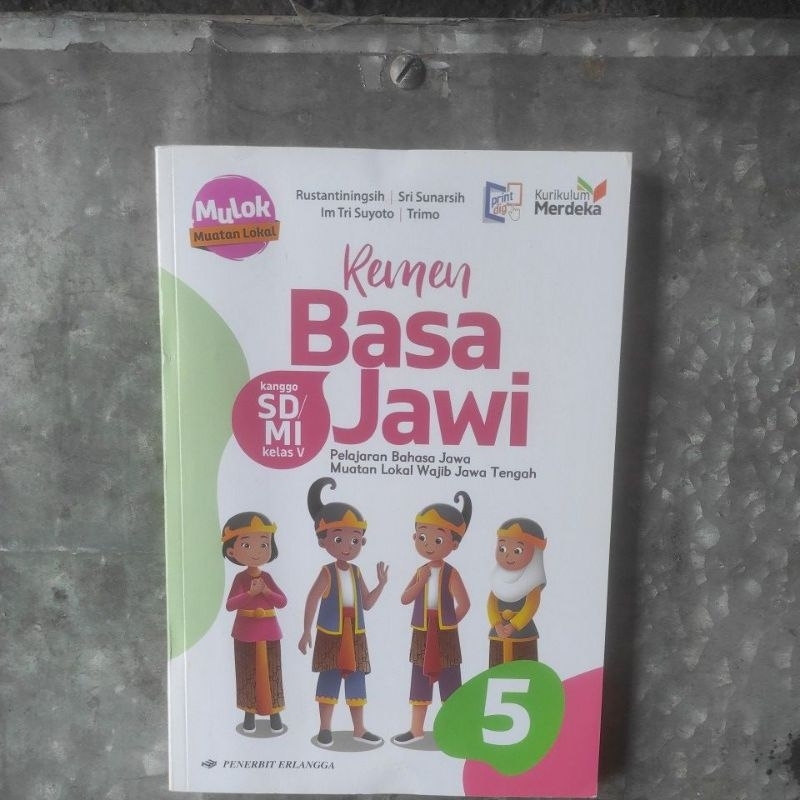 Mulok
Muatan Lokal
Rustantiningsih | Sri Sunarsih
Im Tri Suyoto | Trimo
print
dig
Kurikulum
Merdeka
Remen
Basa
Jawi
kanggo
SD/
MI
kelas V
Pelajaran Bahasa Jawa
Muatan Lokal Wajib Jawa Tengah
5
PENERBIT ERLANGGA